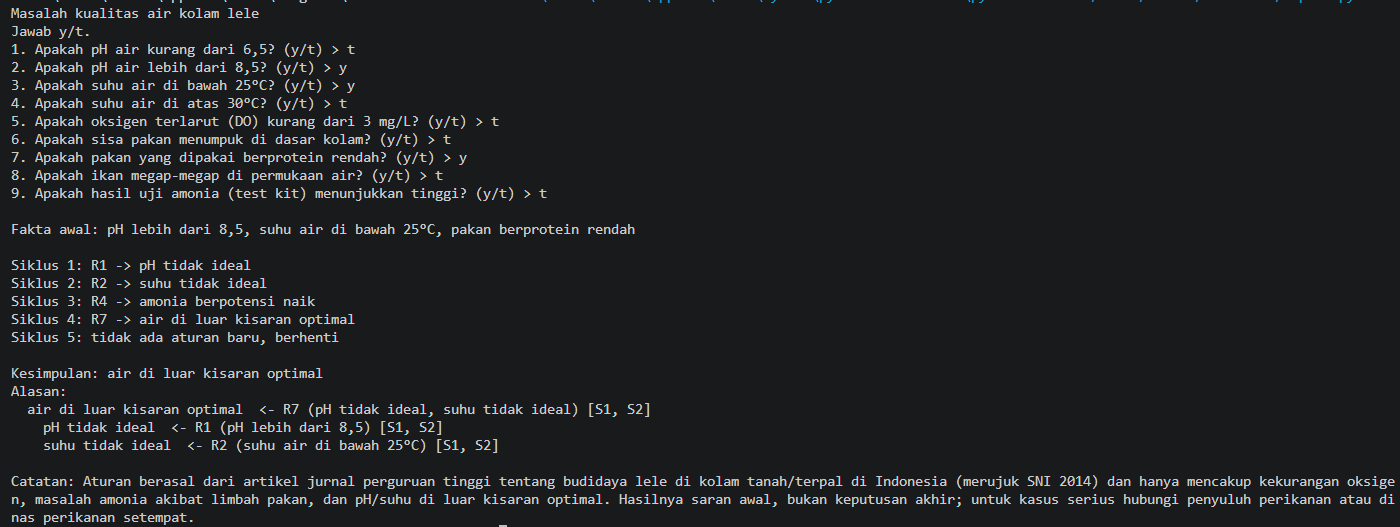 Masalah kualitas air kolam lele
Jawab y/t.
1. Apakah pH air kurang dari 6,5? (y/t) > t
2. Apakah pH air lebih dari 8,5? (y/t) > y
3. Apakah suhu air di bawah 25°C? (y/t) > y
4. Apakah suhu air di atas 30°C? (y/t) > t
5. Apakah oksigen terlarut (DO) kurang dari 3 mg/L? (y/t) > t
6. Apakah sisa pakan menumpuk di dasar kolam? (y/t) > t
7. Apakah pakan yang dipakai berprotein rendah? (y/t) > y
8. Apakah ikan megap-megap di permukaan air? (y/t) > t
9. Apakah hasil uji amonia (test kit) menunjukkan tinggi? (y/t) > t
Fakta awal: pH lebih dari 8,5, suhu air di bawah 25°C, pakan berprotein rendah
Siklus 1: R1 -> pH tidak ideal
Siklus 2: R2 -> suhu tidak ideal
Siklus 3: R4 -> amonia berpotensi naik
Siklus 4: R7 -> air di luar kisaran optimal
Siklus 5: tidak ada aturan baru, berhenti
Kesimpulan: air di luar kisaran optimal
Alasan:
air di luar kisaran optimal <- R7 (pH tidak ideal, suhu tidak ideal) [S1, S2]
pH tidak ideal <- R1 (pH lebih dari 8,5) [S1, S2]
suhu tidak ideal <- R2 (suhu air di bawah 25°C) [S1, S2]
Catatan: Aturan berasal dari artikel jurnal perguruan tinggi tentang budidaya lele di kolam tanah/terpal di Indonesia (merujuk SNI 2014) dan hanya mencakup kekurangan oksige
n, masalah amonia akibat limbah pakan, dan pH/suhu di luar kisaran optimal. Hasilnya saran awal, bukan keputusan akhir; untuk kasus serius hubungi penyuluh perikanan atau di
nas perikanan setempat.